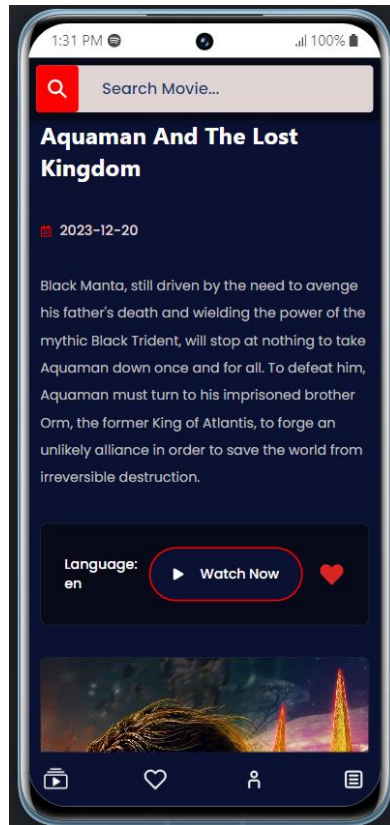 1:31 PM
100%
Search Movie...
Aquaman And The Lost
Kingdom
2023-12-20
Black Manta, still driven by the need to avenge
his father's death and wielding the power of the
mythic Black Trident, will stop at nothing to take
Aquaman down once and for all. To defeat him,
Aquaman must turn to his imprisoned brother
Orm, the former King of Atlantis, to forge an
unlikely alliance in order to save the world from
irreversible destruction.
Language:
en
Watch Now